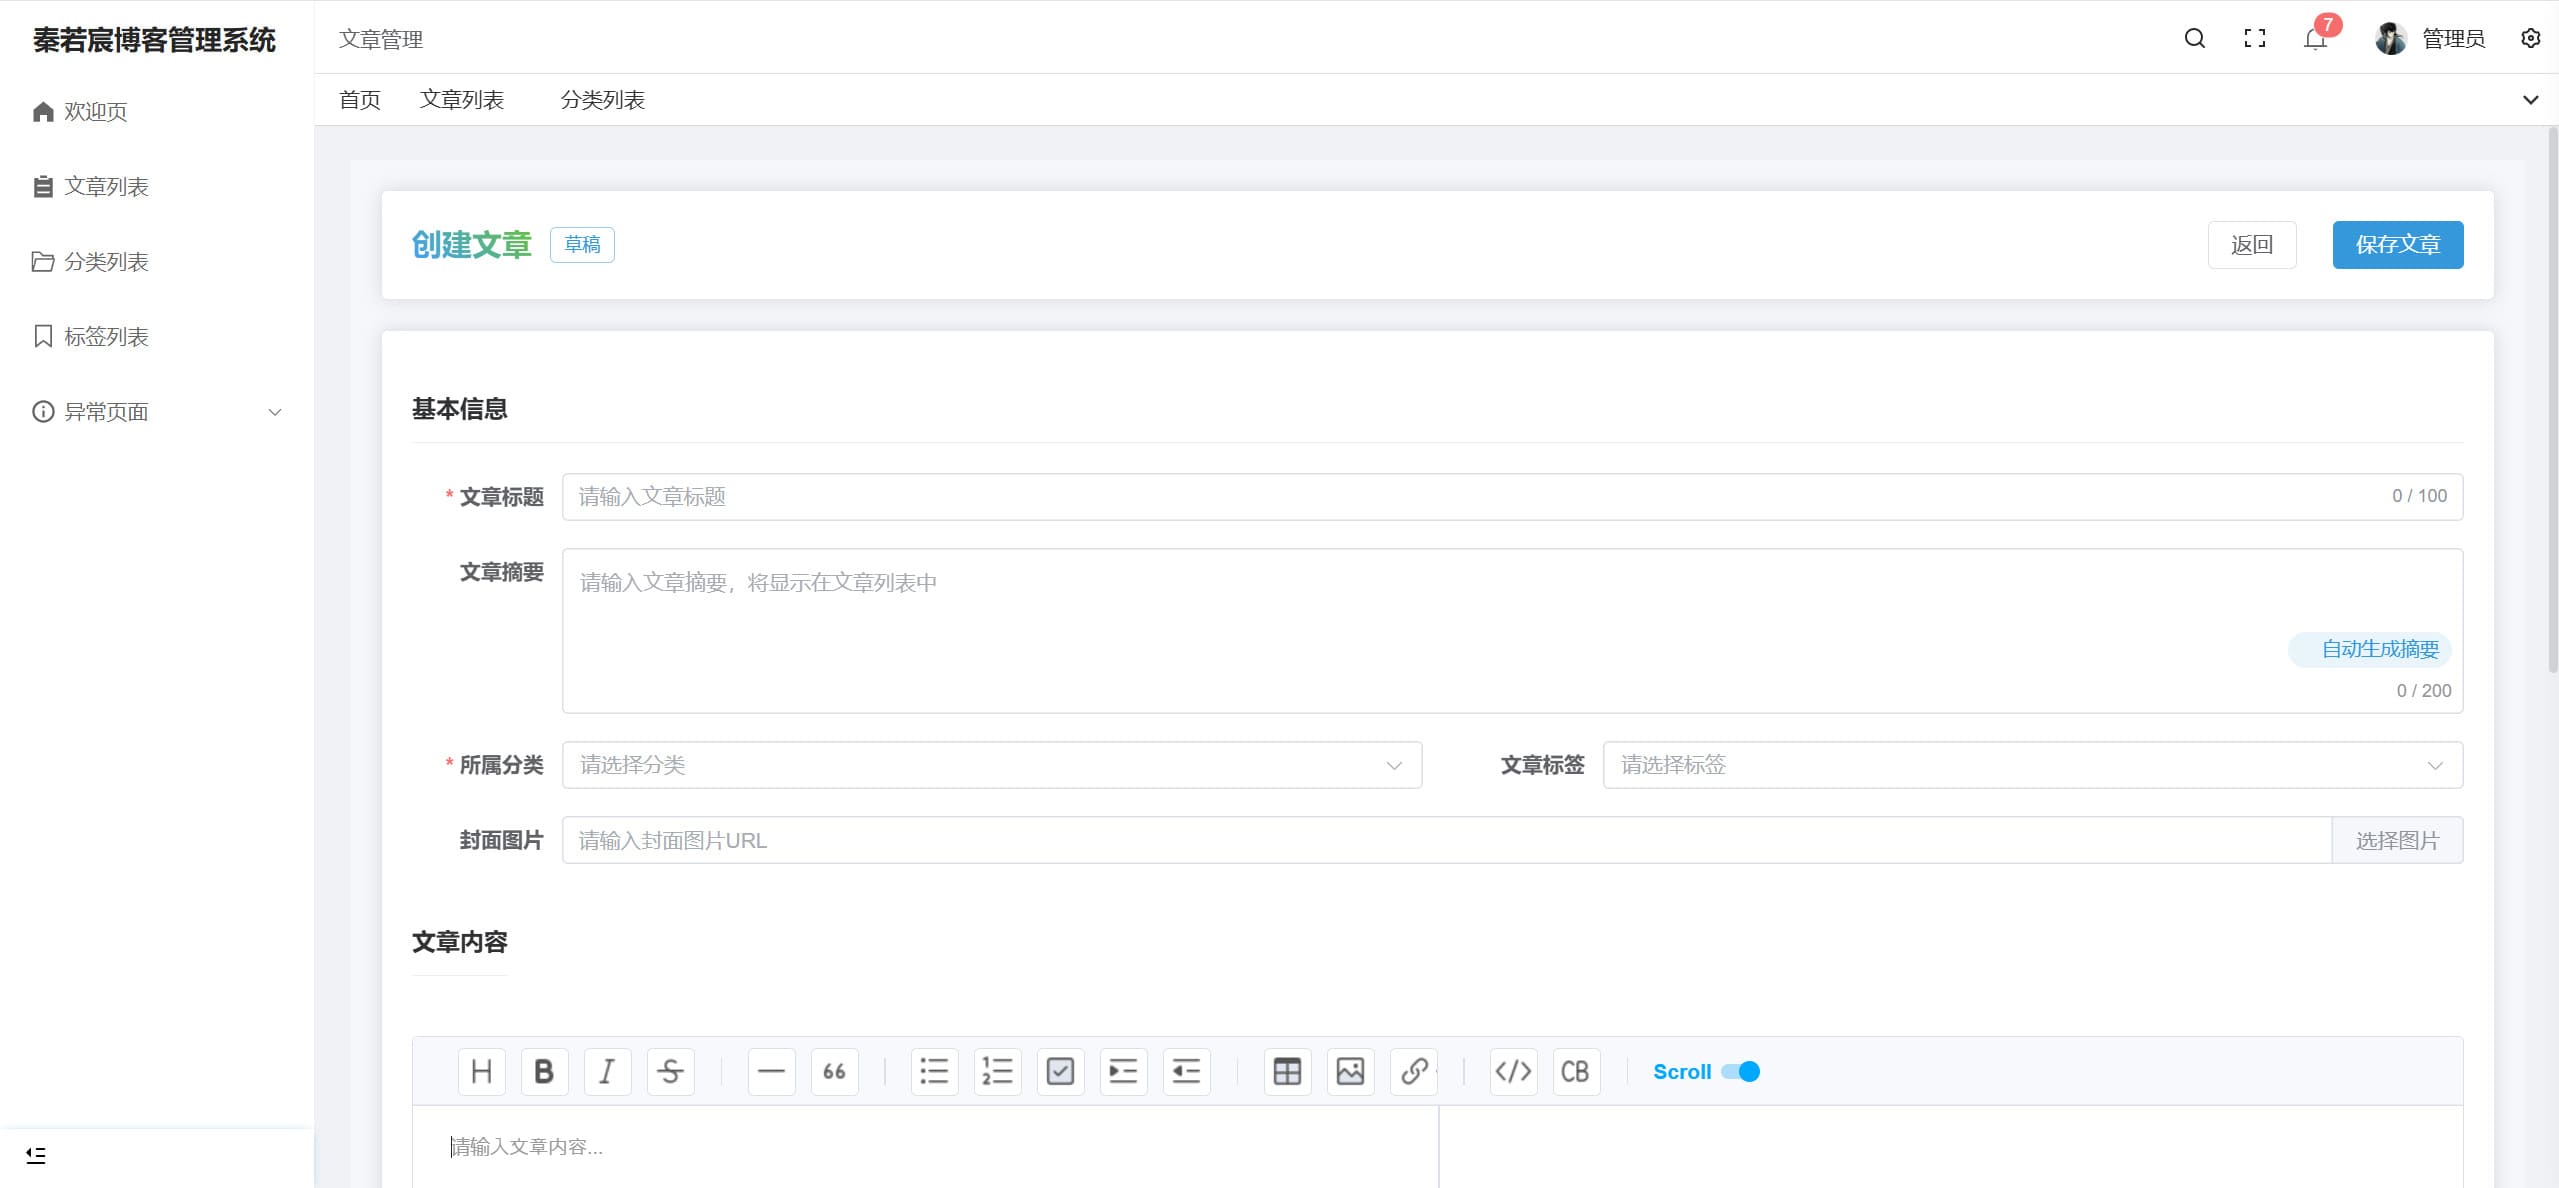 秦若宸博客管理系统
文章管理
7
管理员
首页 文章列表 分类列表
欢迎页
文章列表
分类列表
标签列表
异常页面
创建文章 草稿
返回 保存文章
基本信息
* 文章标题 请输入文章标题 0 / 100
文章摘要 请输入文章摘要，将显示在文章列表中
自动生成摘要
0 / 200
* 所属分类 请选择分类 文章标签 请选择标签
封面图片 请输入封面图片URL 选择图片
文章内容
H B I S — 66 </> CB Scroll
请输入文章内容...